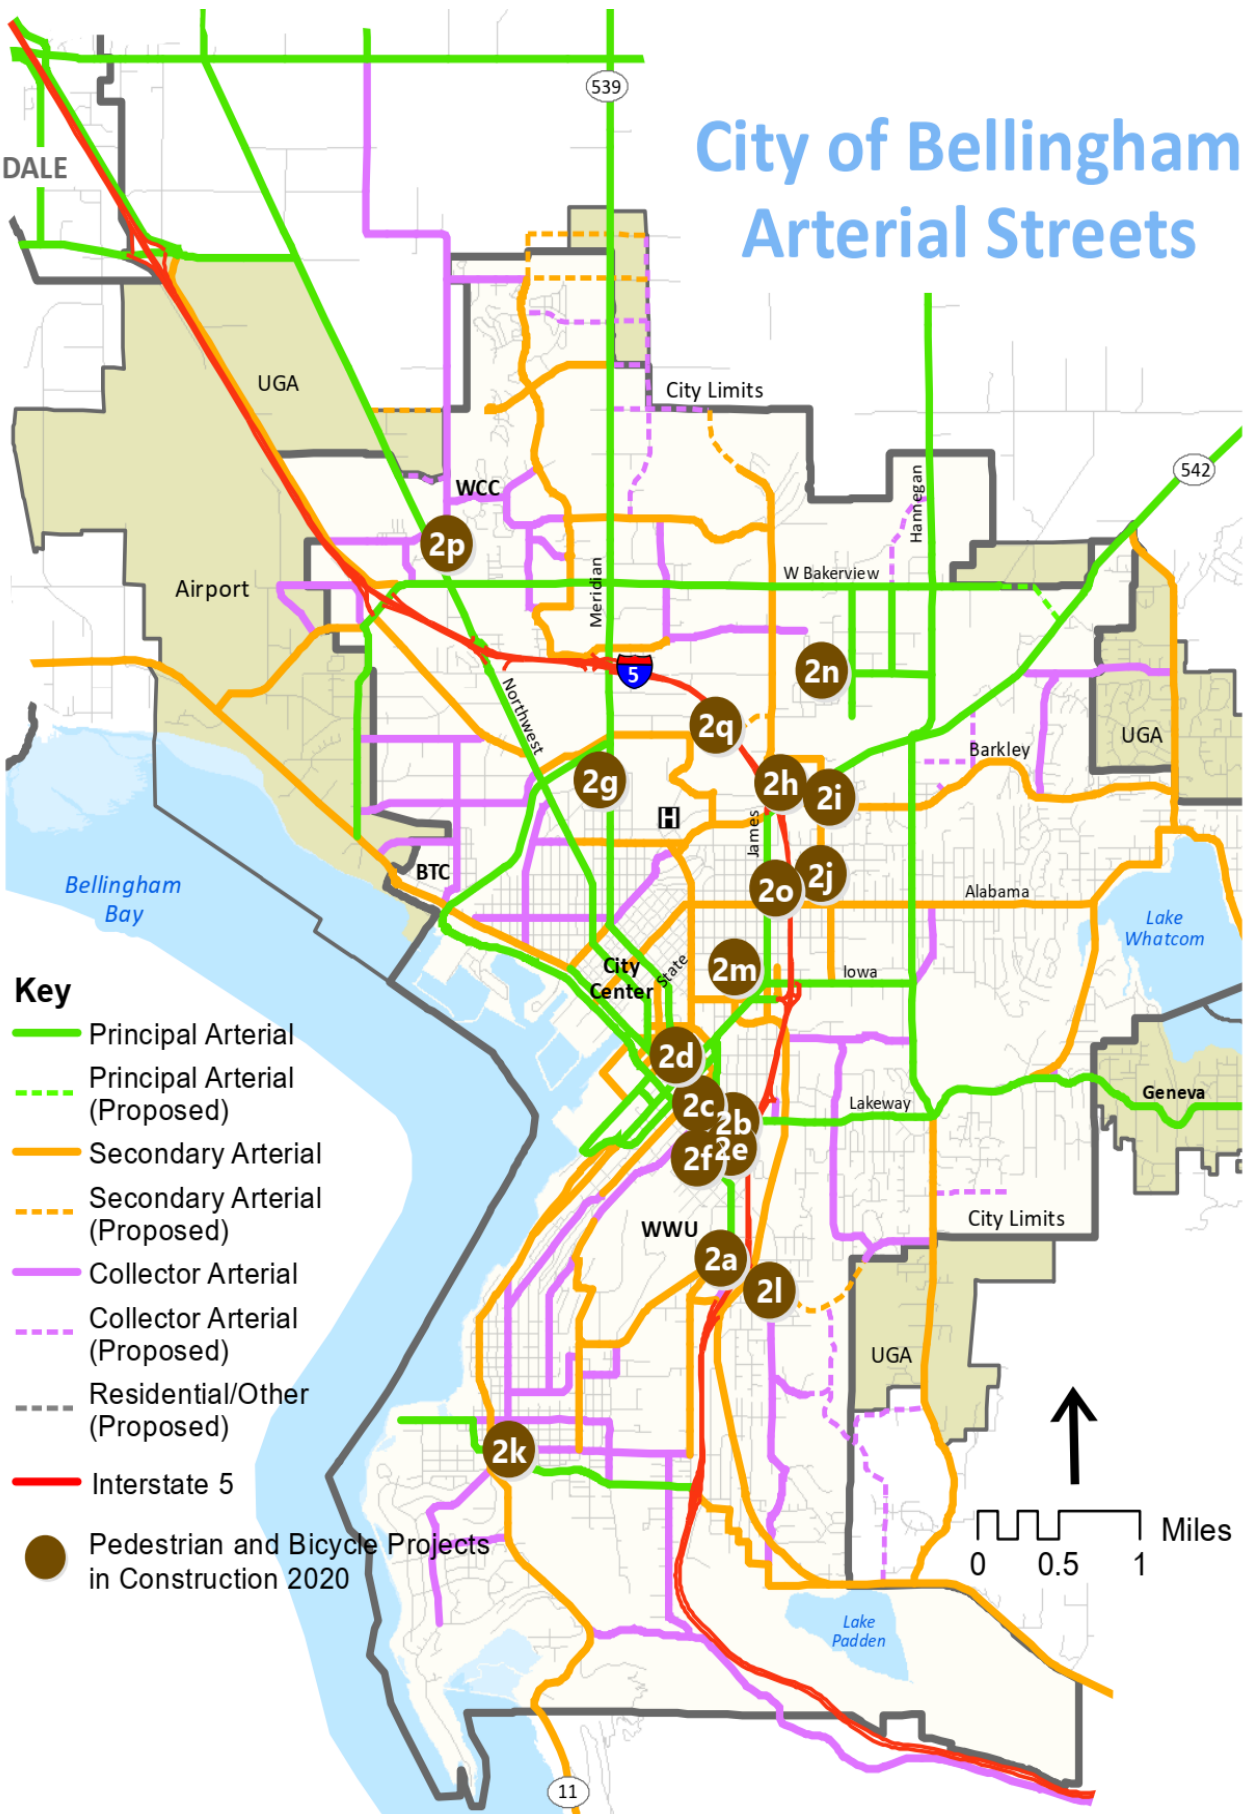 539
City of Bellingham
Arterial Streets
DALE
UGA
City Limits
542
WCC
Hannegan
2p
W Bakerview
Airport
Meridian
5
2n
Northwest
2q
UGA
Barkley
2g
2h
2i
H
James
BTC
2j
2o
Alabama
Bellingham
Bay
Lake
Whatcom
City
Center
State
2m
Iowa
Key
Principal Arterial
Principal Arterial
(Proposed)
Secondary Arterial
Secondary Arterial
(Proposed)
Collector Arterial
Collector Arterial
(Proposed)
Residential/Other
(Proposed)
Interstate 5
Pedestrian and Bicycle Projects
in Construction 2020
2d
2c
2b
Lakeway
Geneva
2f
2e
City Limits
WWU
2a
2l
UGA
2k
Miles
0 0.5 1
Lake
Padden
11